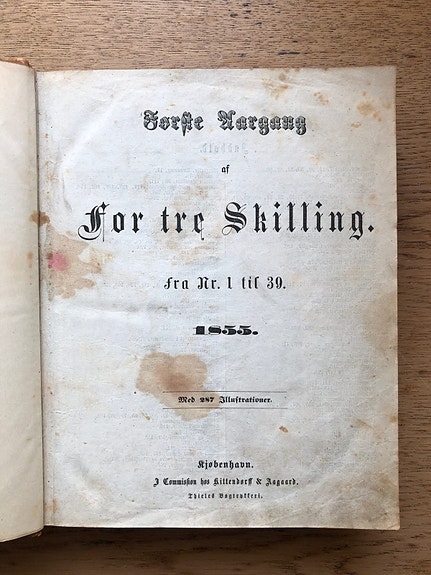 Første Aargang
af
For tre Skilling.
Fra Nr. 1 til 39.
1855.
Med 287 Illustrationer.
Kjøbenhavn.
I Commission hos Kittendorff & Aagaard.
Thieles Bogtrykkeri.